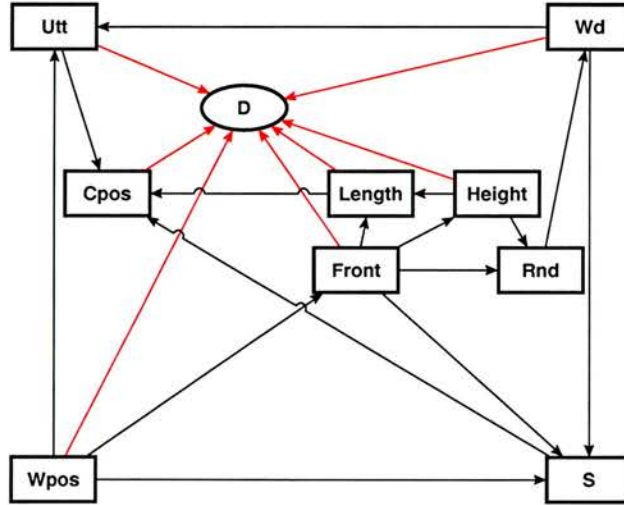 Utt
Wd
D
Cpos
Length
Height
Front
Rnd
Wpos
S